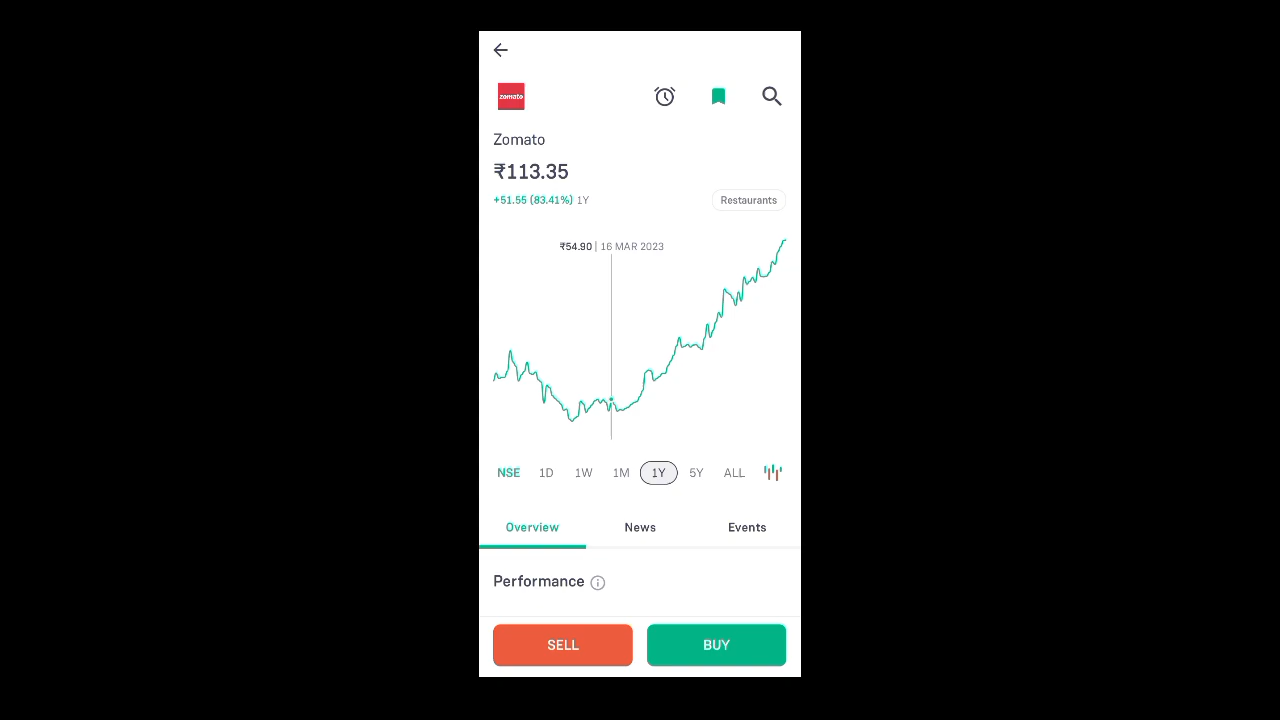 zomato
Zomato
₹113.35
+51.55 (83.41%) 1Y
Restaurants
₹54.90 | 16 MAR 2023
NSE 1D 1W 1M 1Y 5Y ALL
Overview News Events
Performance
SELL BUY